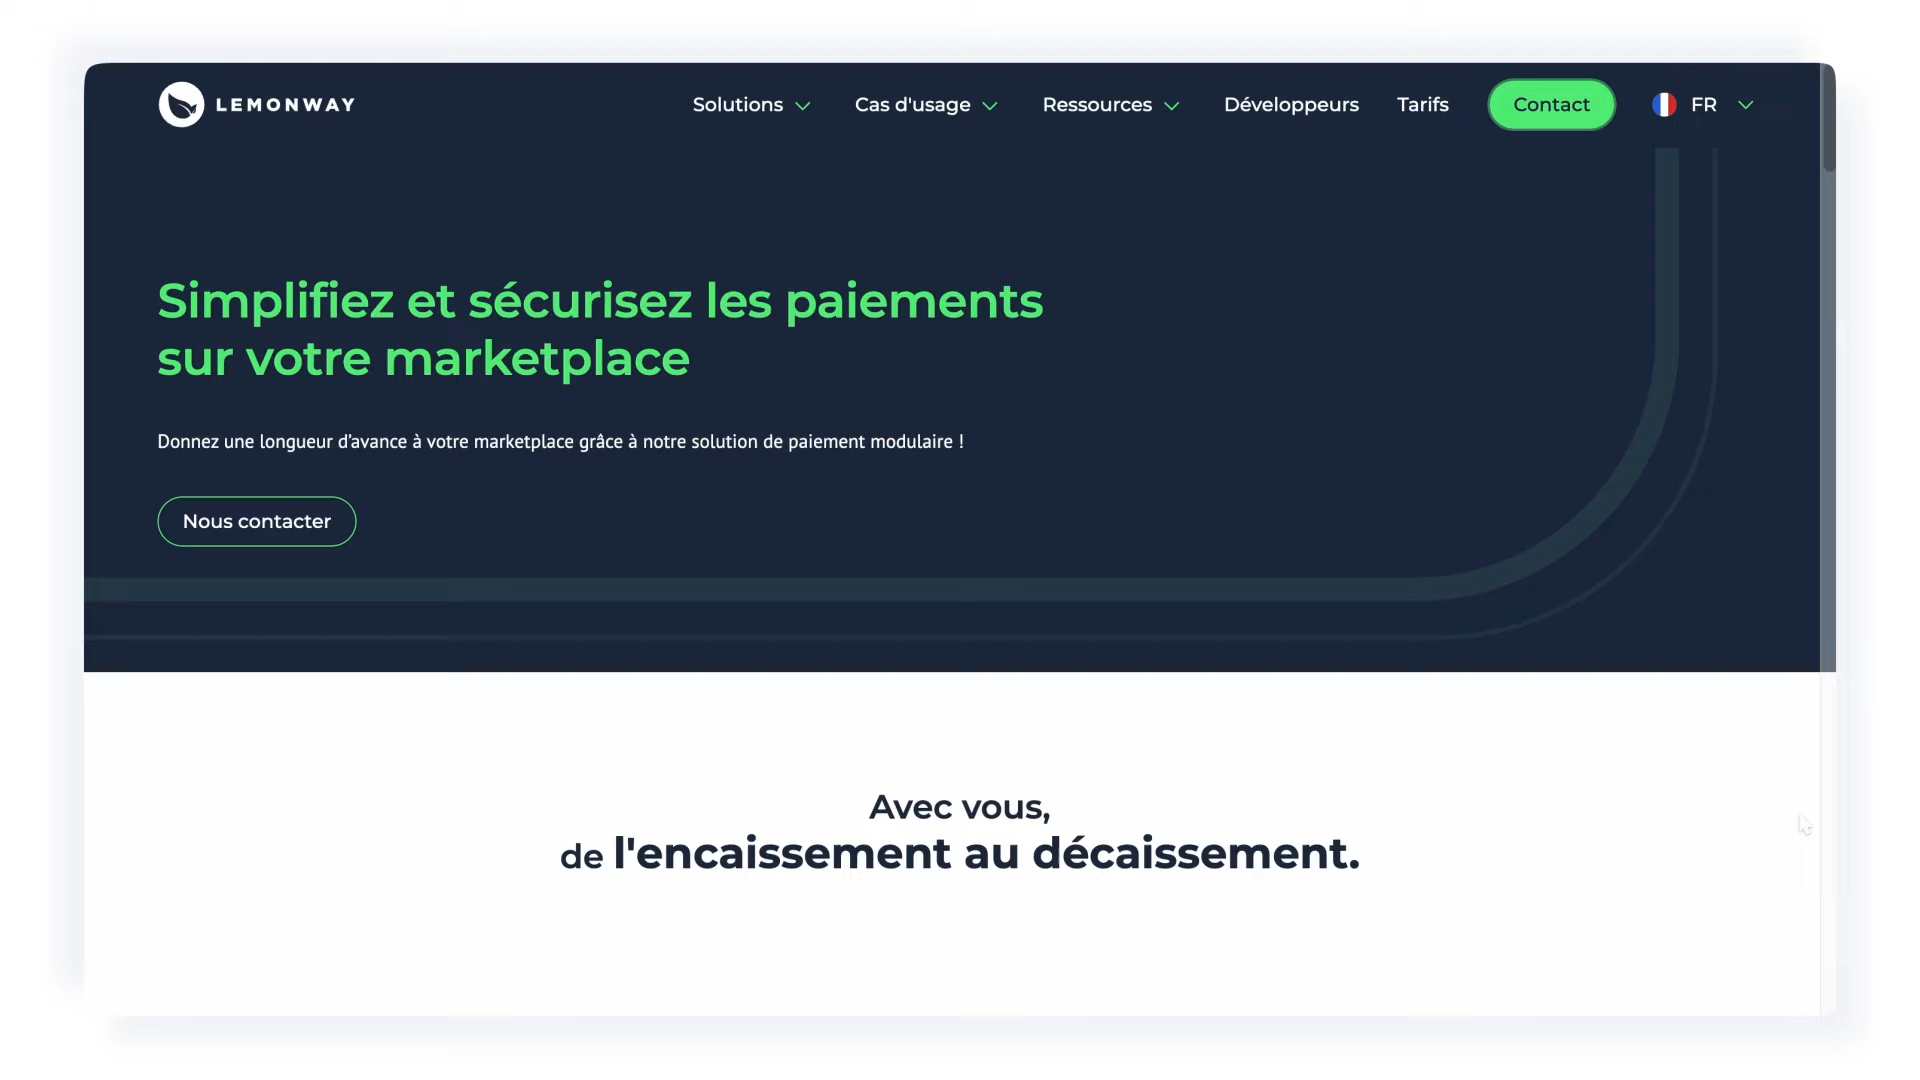 LEMONWAY
Solutions
Cas d'usage
Ressources
Développeurs
Tarifs
Contact
FR
Simplifiez et sécurisez les paiements
sur votre marketplace
Donnez une longueur d’avance à votre marketplace grâce à notre solution de paiement modulaire !
Nous contacter
Avec vous,
de l'encaissement au décaissement.